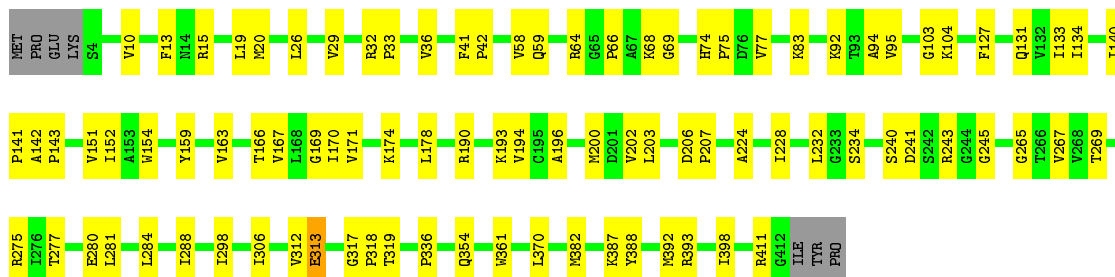 MET PRO GLU LYS S4 V10 F13 N14 R15 L19 M20 L26 V29 R32 P33 V36 F41 P42 V58 Q59 R64 G65 P66 A67 K68 G69 H74 P75 D76 V77 K83 K92 T93 A94 V95 G103 K104 F127 Q131 V132 I133 I134 I140
P141 A142 P143 V151 I152 A153 W154 Y159 V163 T166 V167 L168 G169 I170 V171 K174 L178 R190 K193 V194 C195 A196 M200 D201 V202 L203 D206 P207 A224 I228 L232 G233 S234 S240 D241 S242 R243 G244 G245 G265 T266 V267 V268 T269
R275 I276 T277 E280 L281 L284 I288 I298 I306 V312 E313 G317 P318 T319 P336 Q354 W361 L370 M382 K387 Y388 M392 R393 I398 R411 G412 ILE TYR PRO